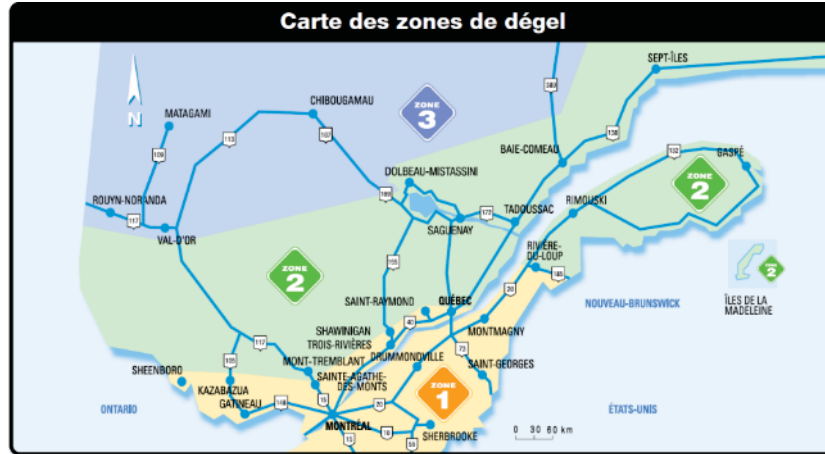 Carte des zones de dégel
SEPT-ÎLES
389
ZONE
3
CHIBOUGAMAU
MATAGAMI
N
113
167
138
109
BAIE-COMEAU
132
GASPÉ
DOLBEAU-MISTASSINI
ZONE
2
169
ROUYN-NORANDA
117
TADOUSSAC
RIMOUSKI
172
SAGUENAY
VAL-D'OR
RIVIÈRE-
DU-LOUP
155
ZONE
2
185
ZONE
2
SAINT-RAYMOND
QUÉBEC
20
NOUVEAU-BRUNSWICK
ÎLES DE LA
MADELEINE
40
SHAWINIGAN
MONTMAGNY
TROIS-RIVIÈRES
117
73
105
MONT-TREMBLANT
DRUMMONDVILLE
SAINT-GEORGES
SHEENBORO
SAINTE-AGATHE-
DES-MONTS
KAZABAZUA
ZONE
1
15
GATINEAU
148
20
ONTARIO
ÉTATS-UNIS
MONTRÉAL
10
SHERBROOKE
0 30 60 km
15
55